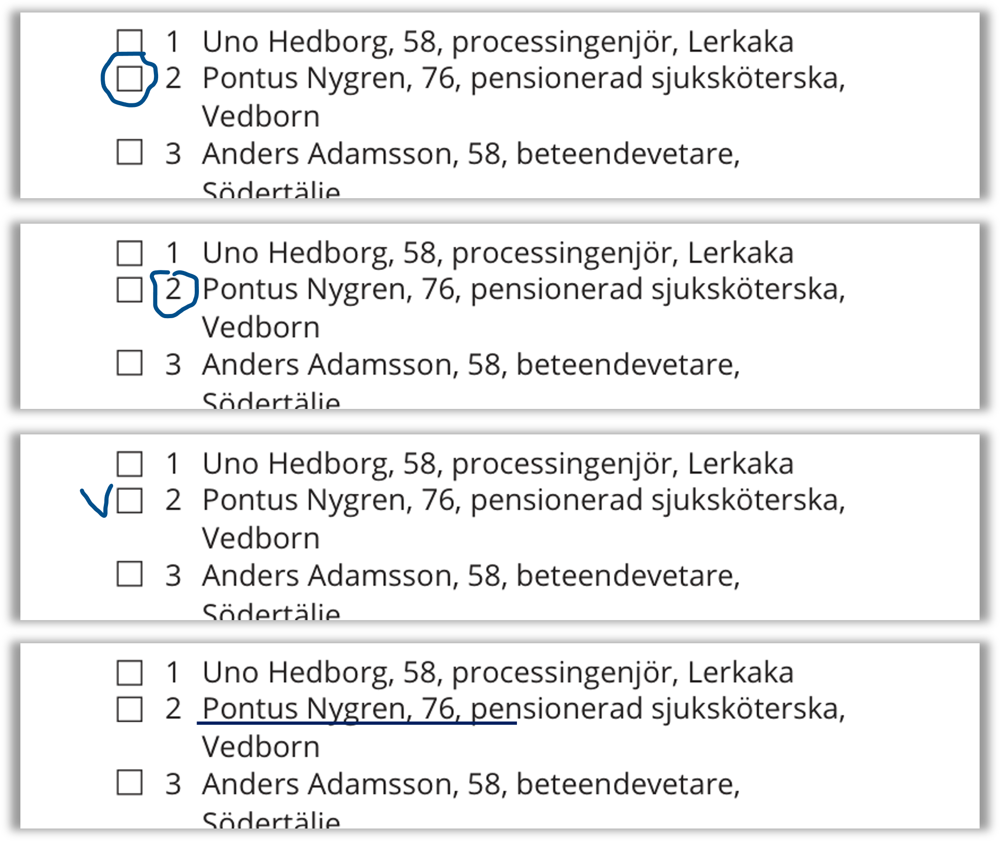 1 Uno Hedborg, 58, processingenjör, Lerkaka
2 Pontus Nygren, 76, pensionerad sjuksköterska,
Vedborn
3 Anders Adamsson, 58, beteendevetare,
Södertälje
1 Uno Hedborg, 58, processingenjör, Lerkaka
2 Pontus Nygren, 76, pensionerad sjuksköterska,
Vedborn
3 Anders Adamsson, 58, beteendevetare,
Södertälje
1 Uno Hedborg, 58, processingenjör, Lerkaka
2 Pontus Nygren, 76, pensionerad sjuksköterska,
Vedborn
3 Anders Adamsson, 58, beteendevetare,
Södertälje
1 Uno Hedborg, 58, processingenjör, Lerkaka
2 Pontus Nygren, 76, pensionerad sjuksköterska,
Vedborn
3 Anders Adamsson, 58, beteendevetare,
Södertälje